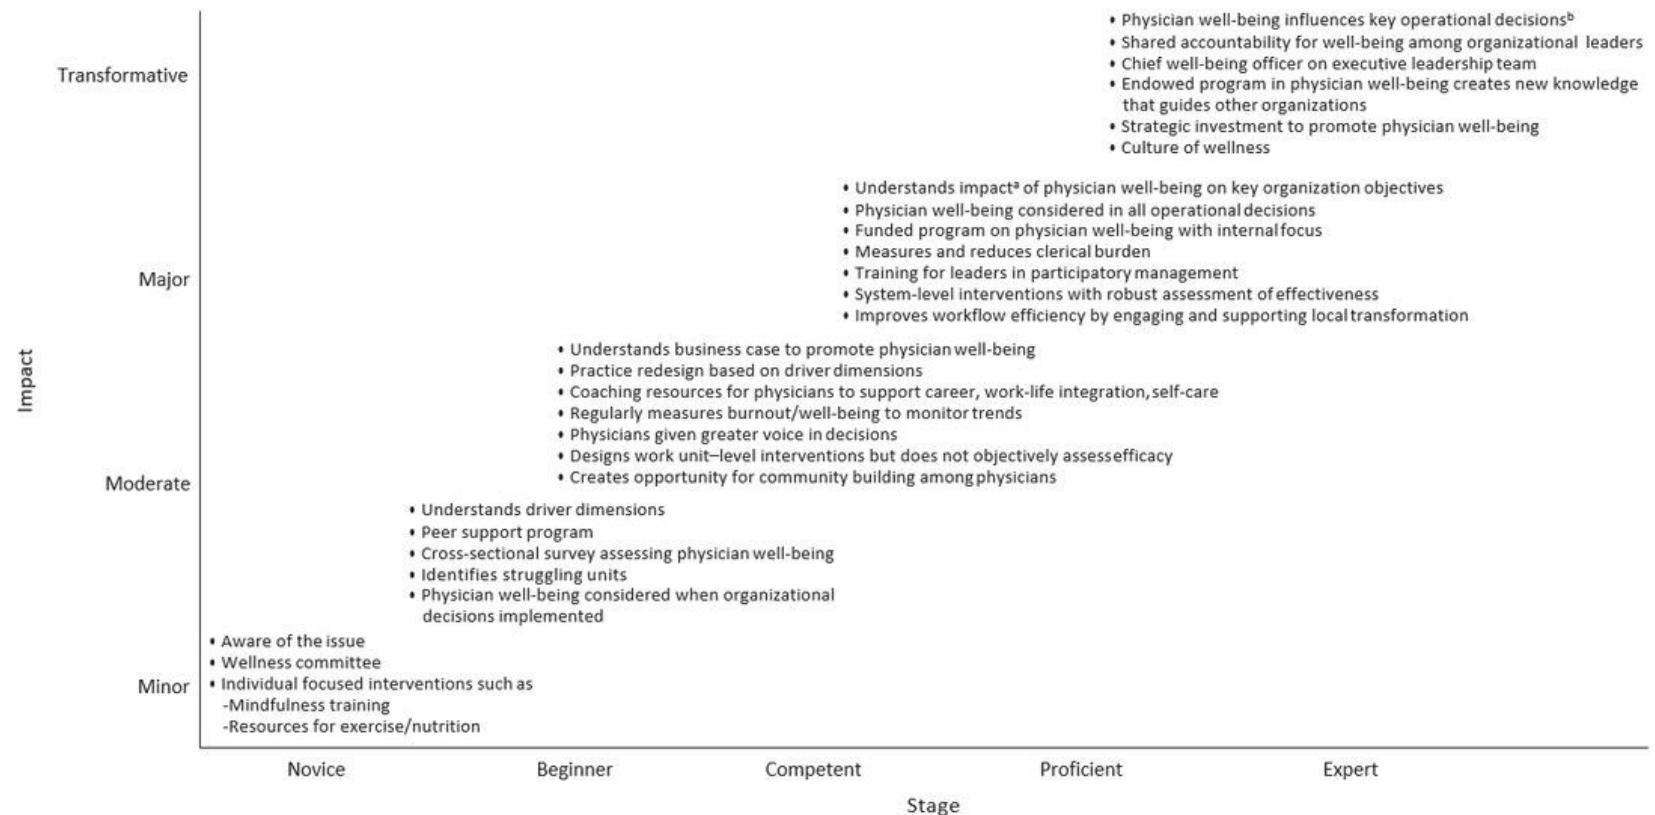 • Physician well-being influences key operational decisionsᵇ
• Shared accountability for well-being among organizational leaders
• Chief well-being officer on executive leadership team
• Endowed program in physician well-being creates new knowledge
that guides other organizations
• Strategic investment to promote physician well-being
• Culture of wellness
Transformative
• Understands impactᵃ of physician well-being on key organization objectives
• Physician well-being considered in all operational decisions
• Funded program on physician well-being with internal focus
• Measures and reduces clerical burden
• Training for leaders in participatory management
• System-level interventions with robust assessment of effectiveness
• Improves workflow efficiency by engaging and supporting local transformation
Major
• Understands business case to promote physician well-being
• Practice redesign based on driver dimensions
• Coaching resources for physicians to support career, work-life integration, self-care
• Regularly measures burnout/well-being to monitor trends
• Physicians given greater voice in decisions
• Designs work unit–level interventions but does not objectively assess efficacy
• Creates opportunity for community building among physicians
Moderate
• Understands driver dimensions
• Peer support program
• Cross-sectional survey assessing physician well-being
• Identifies struggling units
• Physician well-being considered when organizational
decisions implemented
• Aware of the issue
• Wellness committee
• Individual focused interventions such as
-Mindfulness training
-Resources for exercise/nutrition
Minor
Impact
Novice
Beginner
Competent
Proficient
Expert
Stage